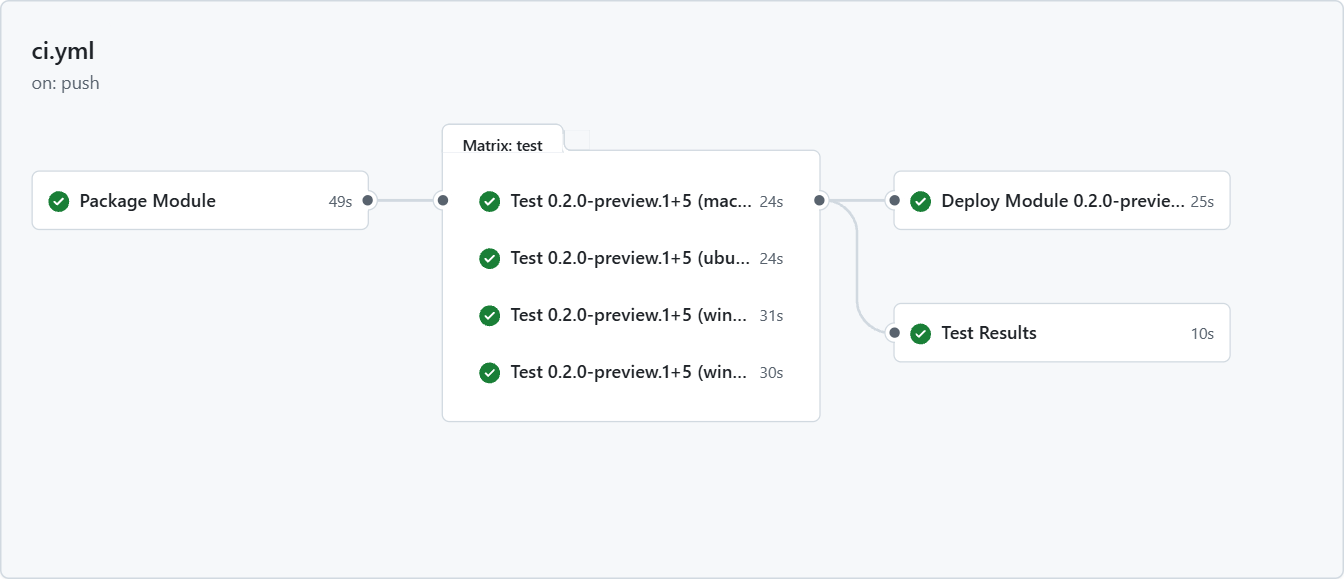 ci.yml
on: push
Matrix: test
Package Module 49s
Test 0.2.0-preview.1+5 (mac... 24s
Test 0.2.0-preview.1+5 (ubu... 24s
Test 0.2.0-preview.1+5 (win... 31s
Test 0.2.0-preview.1+5 (win... 30s
Deploy Module 0.2.0-previe... 25s
Test Results 10s